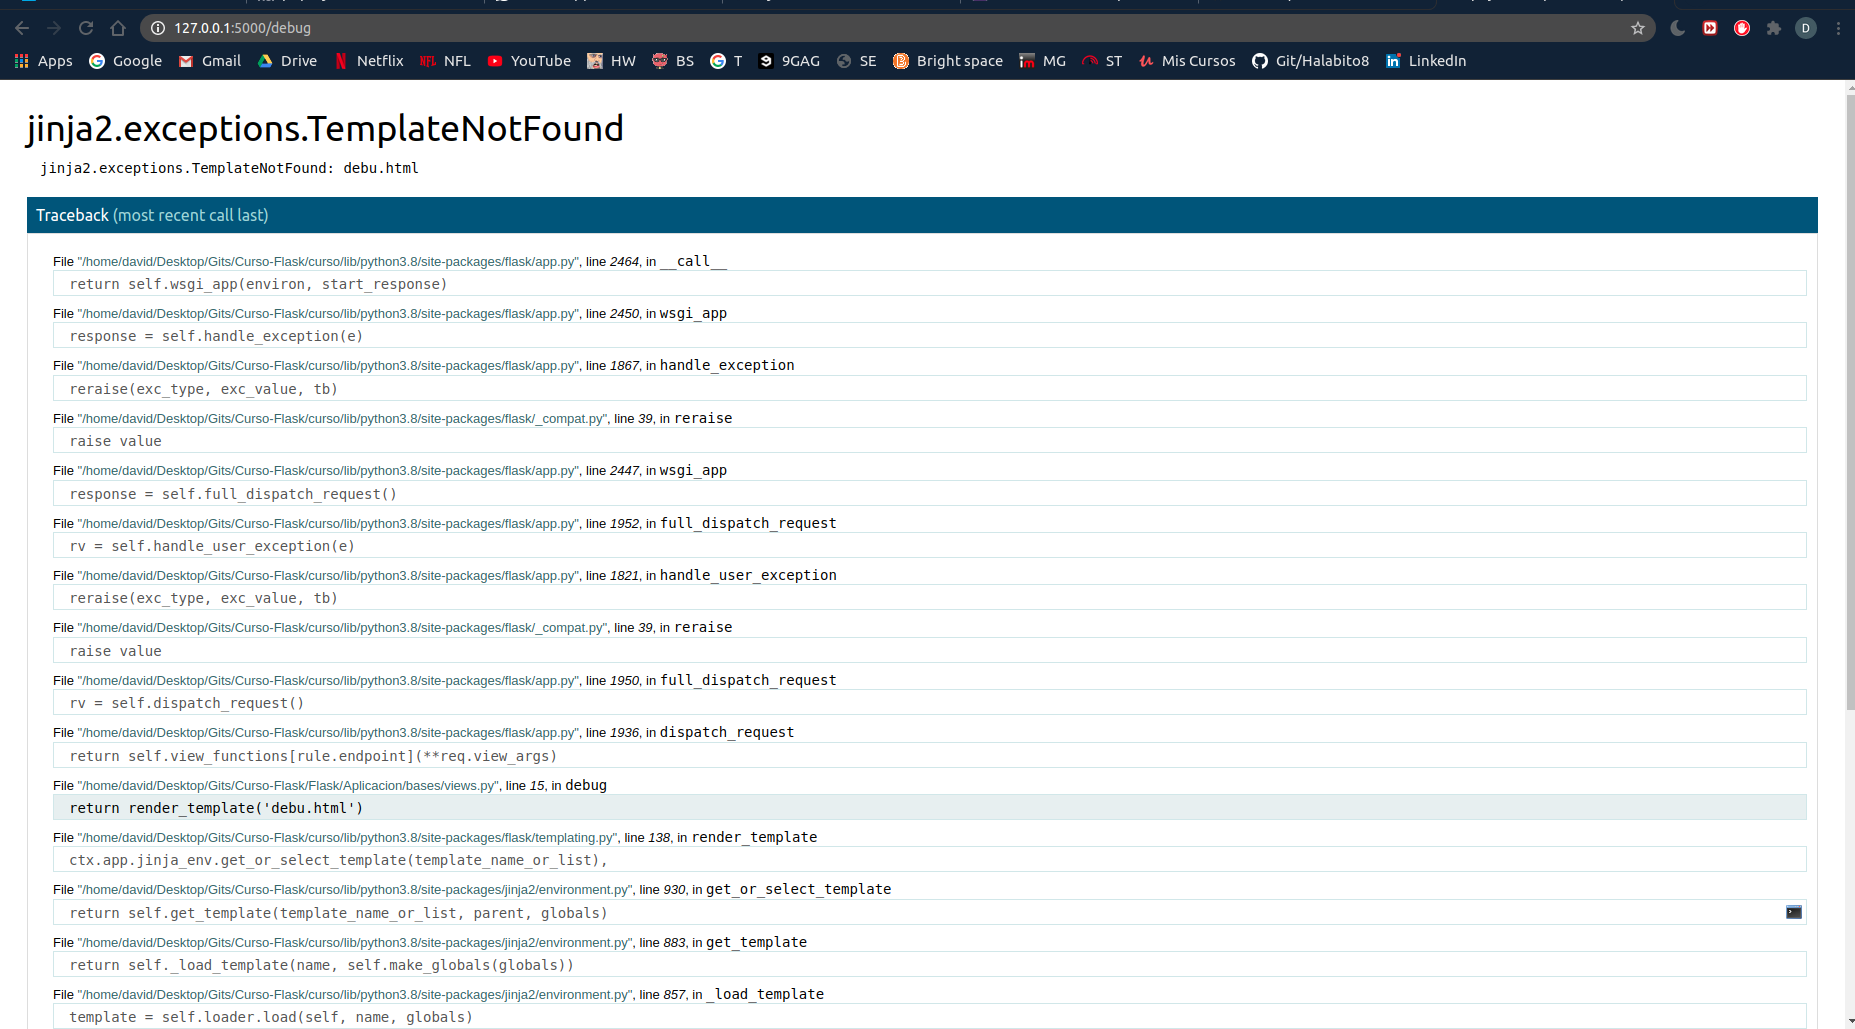 127.0.0.1:5000/debug
D
Apps Google Gmail Drive Netflix NFL NFL YouTube HW BS T 9GAG SE Bright space MG ST Mis Cursos Git/Halabito8 LinkedIn
jinja2.exceptions.TemplateNotFound
jinja2.exceptions.TemplateNotFound: debu.html
Traceback (most recent call last)
File "/home/david/Desktop/Gits/Curso-Flask/curso/lib/python3.8/site-packages/flask/app.py", line 2464, in __call__
return self.wsgi_app(environ, start_response)
File "/home/david/Desktop/Gits/Curso-Flask/curso/lib/python3.8/site-packages/flask/app.py", line 2450, in wsgi_app
response = self.handle_exception(e)
File "/home/david/Desktop/Gits/Curso-Flask/curso/lib/python3.8/site-packages/flask/app.py", line 1867, in handle_exception
reraise(exc_type, exc_value, tb)
File "/home/david/Desktop/Gits/Curso-Flask/curso/lib/python3.8/site-packages/flask/_compat.py", line 39, in reraise
raise value
File "/home/david/Desktop/Gits/Curso-Flask/curso/lib/python3.8/site-packages/flask/app.py", line 2447, in wsgi_app
response = self.full_dispatch_request()
File "/home/david/Desktop/Gits/Curso-Flask/curso/lib/python3.8/site-packages/flask/app.py", line 1952, in full_dispatch_request
rv = self.handle_user_exception(e)
File "/home/david/Desktop/Gits/Curso-Flask/curso/lib/python3.8/site-packages/flask/app.py", line 1821, in handle_user_exception
reraise(exc_type, exc_value, tb)
File "/home/david/Desktop/Gits/Curso-Flask/curso/lib/python3.8/site-packages/flask/_compat.py", line 39, in reraise
raise value
File "/home/david/Desktop/Gits/Curso-Flask/curso/lib/python3.8/site-packages/flask/app.py", line 1950, in full_dispatch_request
rv = self.dispatch_request()
File "/home/david/Desktop/Gits/Curso-Flask/curso/lib/python3.8/site-packages/flask/app.py", line 1936, in dispatch_request
return self.view_functions[rule.endpoint](**req.view_args)
File "/home/david/Desktop/Gits/Curso-Flask/Flask/Aplicacion/bases/views.py", line 15, in debug
return render_template('debu.html')
File "/home/david/Desktop/Gits/Curso-Flask/curso/lib/python3.8/site-packages/flask/templating.py", line 138, in render_template
ctx.app.jinja_env.get_or_select_template(template_name_or_list),
File "/home/david/Desktop/Gits/Curso-Flask/curso/lib/python3.8/site-packages/jinja2/environment.py", line 930, in get_or_select_template
return self.get_template(template_name_or_list, parent, globals)
File "/home/david/Desktop/Gits/Curso-Flask/curso/lib/python3.8/site-packages/jinja2/environment.py", line 883, in get_template
return self._load_template(name, self.make_globals(globals))
File "/home/david/Desktop/Gits/Curso-Flask/curso/lib/python3.8/site-packages/jinja2/environment.py", line 857, in _load_template
template = self.loader.load(self, name, globals)